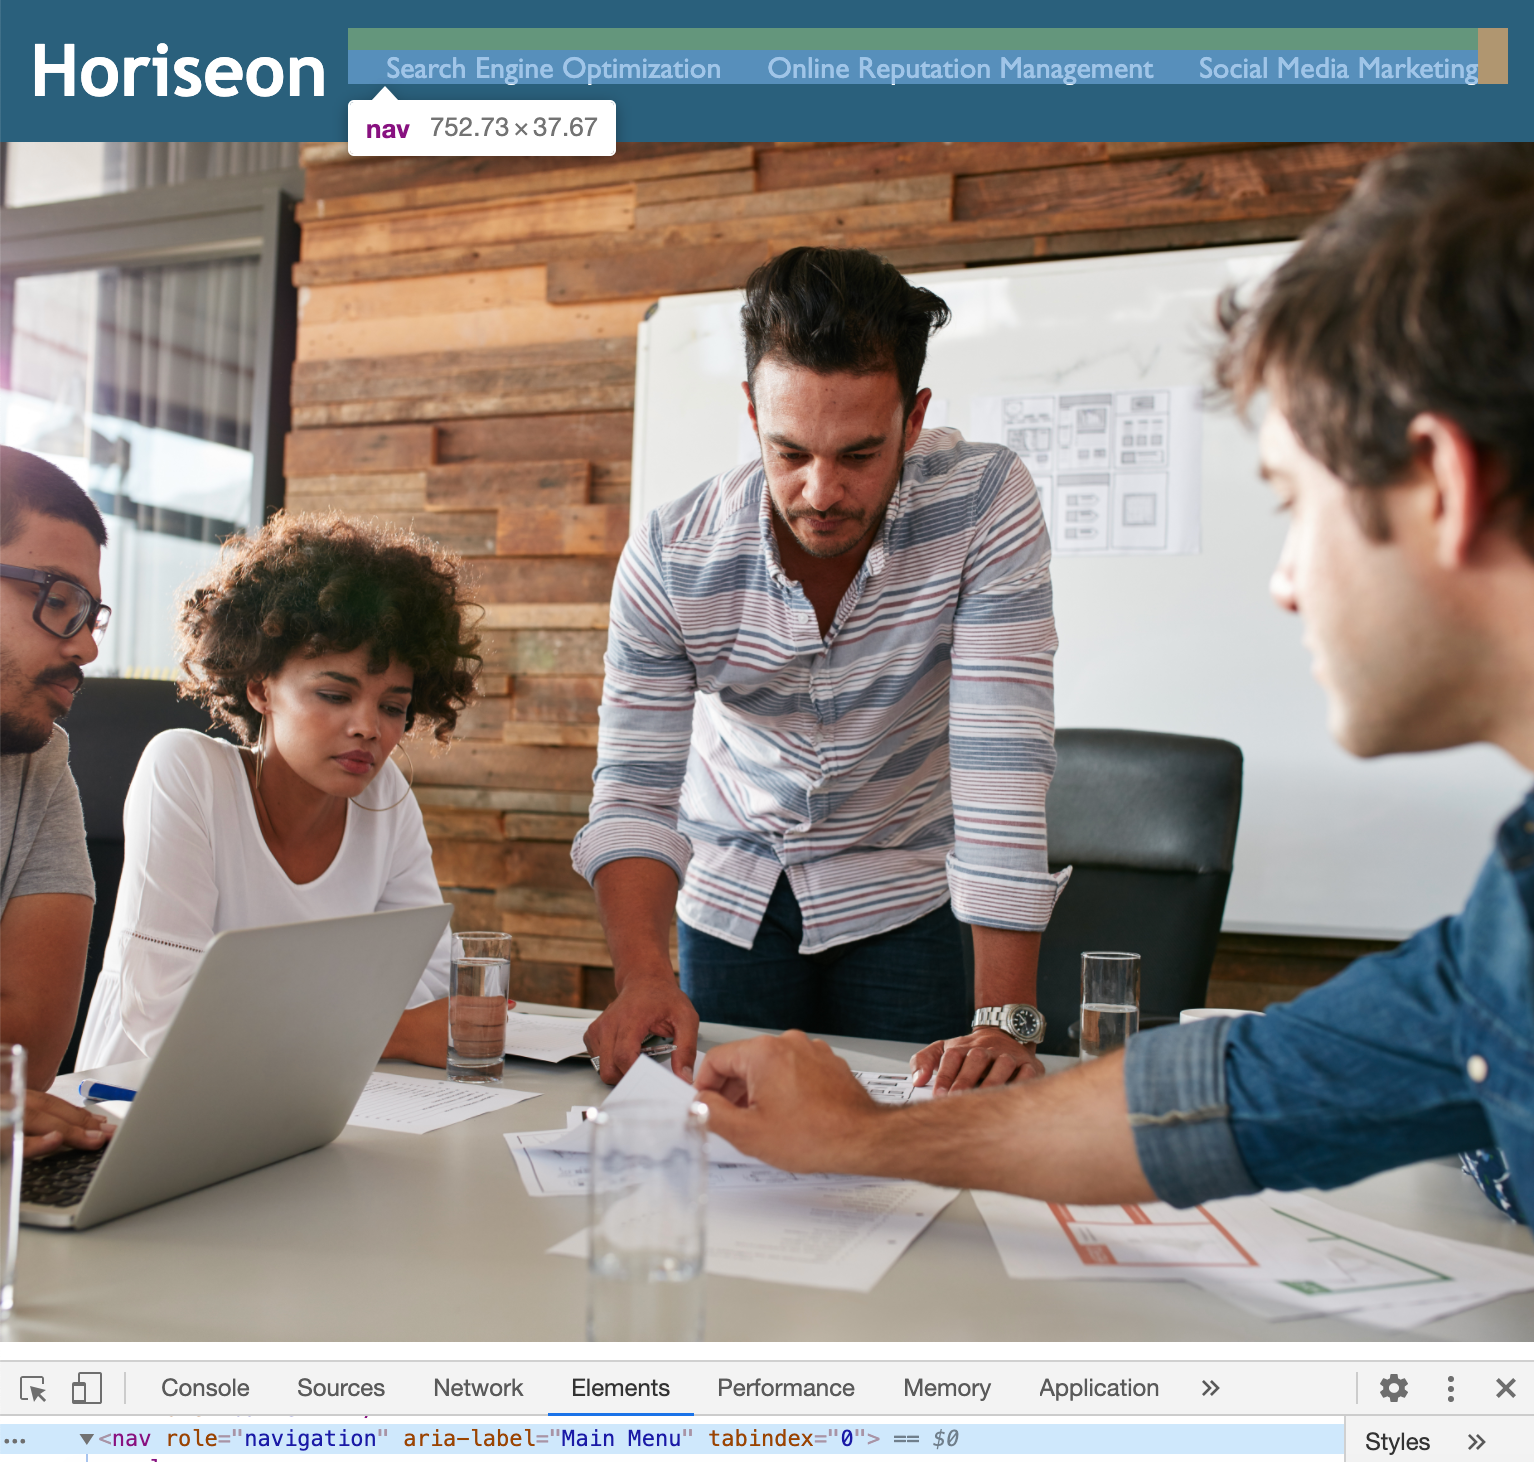 Horiseon
Search Engine Optimization Online Reputation Management Social Media Marketing
nav 752.73×37.67
Console Sources Network Elements Performance Memory Application »
… ▼<nav role="navigation" aria-label="Main Menu" tabindex="0"> == $0
Styles »